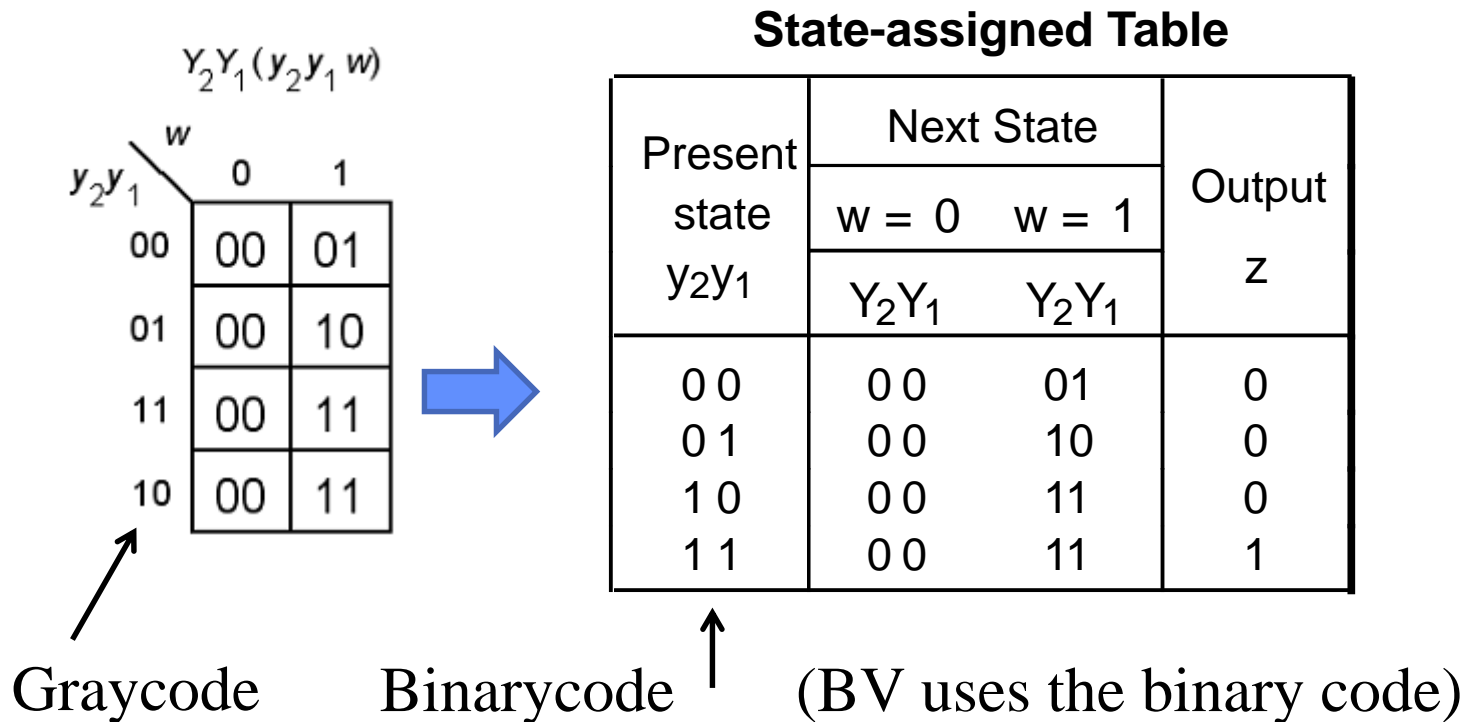 State-assigned Table
Y₂Y₁(y₂y₁ w)
w
y₂y₁ 0 1
00 00 01
01 00 10
11 00 11
10 00 11
Present state y₂y₁
Next State
w = 0 w = 1
Y₂Y₁ Y₂Y₁
Output z
0 0 0 0 01 0
0 1 0 0 10 0
1 0 0 0 11 0
1 1 0 0 11 1
Graycode Binarycode (BV uses the binary code)